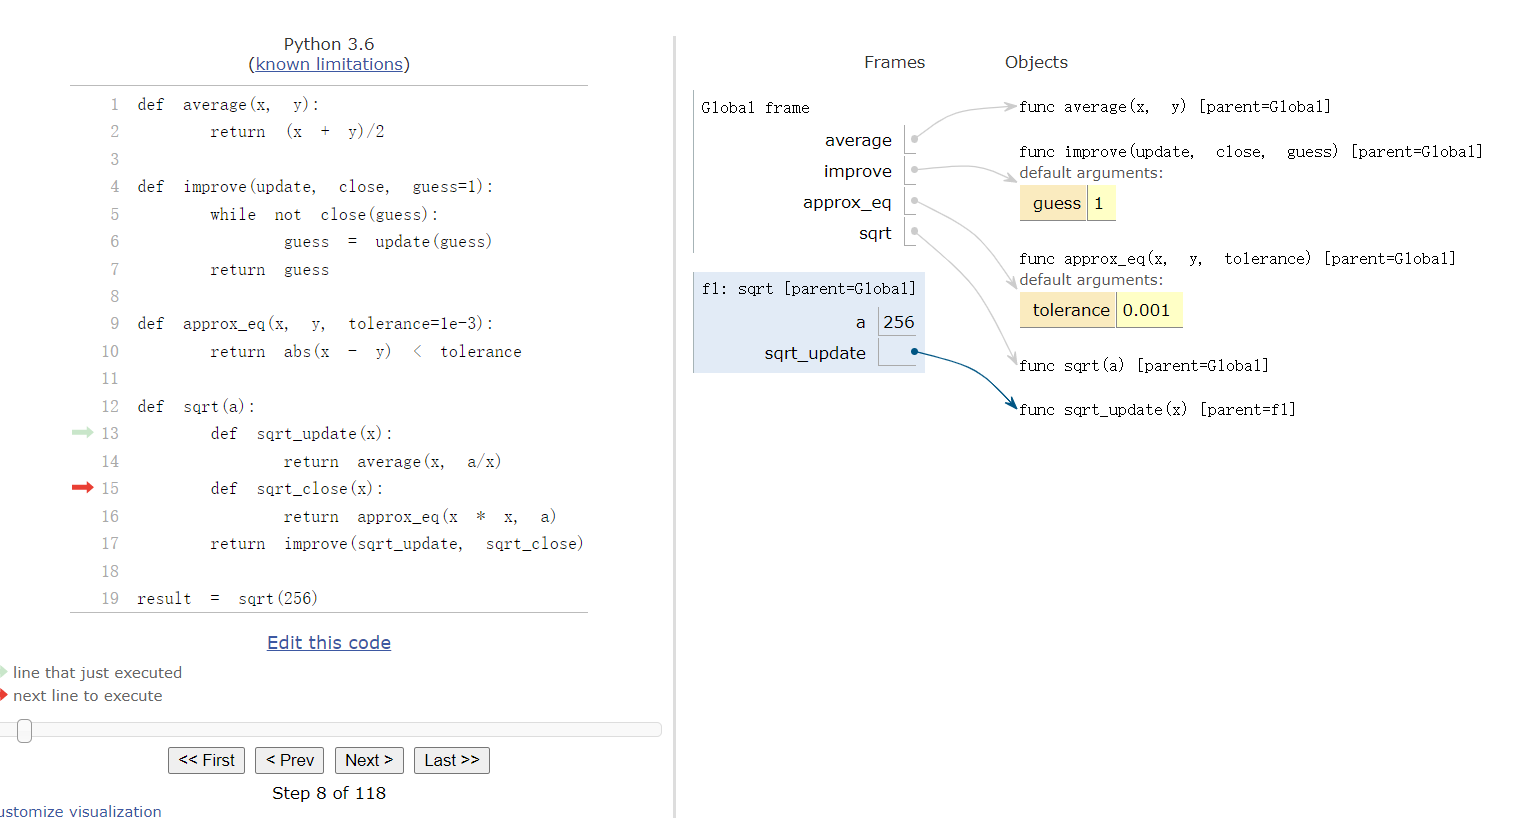 Python 3.6
(known limitations)
1 def average(x, y):
2 return (x + y)/2
3
4 def improve(update, close, guess=1):
5 while not close(guess):
6 guess = update(guess)
7 return guess
8
9 def approx_eq(x, y, tolerance=1e-3):
10 return abs(x - y) < tolerance
11
12 def sqrt(a):
13 def sqrt_update(x):
14 return average(x, a/x)
15 def sqrt_close(x):
16 return approx_eq(x * x, a)
17 return improve(sqrt_update, sqrt_close)
18
19 result = sqrt(256)
Edit this code
line that just executed
next line to execute
<< First < Prev Next > Last >>
Step 8 of 118
ustomize visualization
Frames Objects
Global frame
average
improve
approx_eq
sqrt
f1: sqrt [parent=Global]
a 256
sqrt_update
func average(x, y) [parent=Global]
func improve(update, close, guess) [parent=Global]
default arguments:
guess 1
func approx_eq(x, y, tolerance) [parent=Global]
default arguments:
tolerance 0.001
func sqrt(a) [parent=Global]
func sqrt_update(x) [parent=f1]